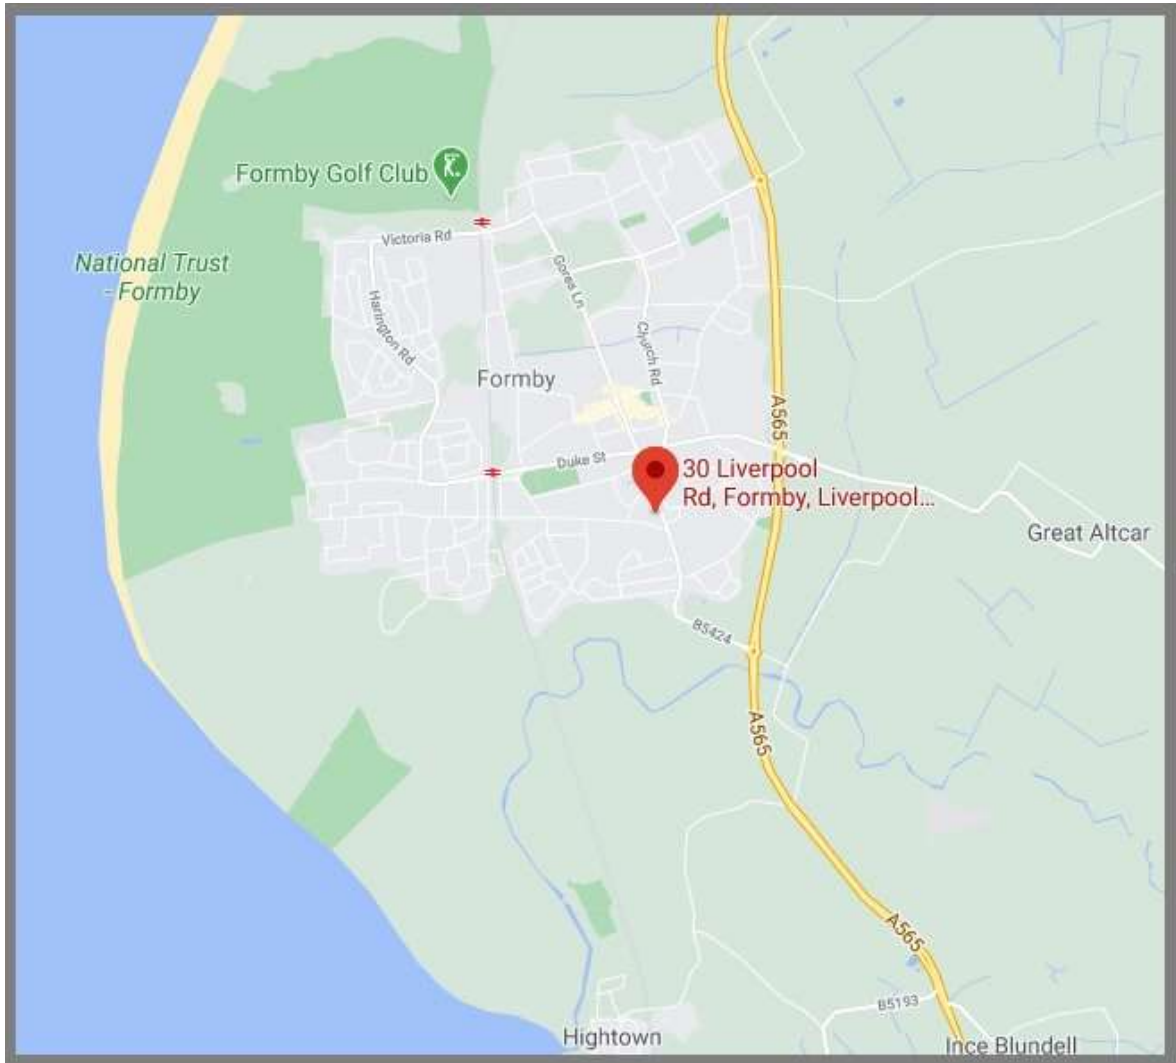 Formby Golf Club
Victoria Rd
National Trust
- Formby
Gores Ln
Harington Rd
Church Rd
Formby
A565
Duke St
30 Liverpool
Rd, Formby, Liverpool...
Great Altcar
B5424
A565
A565
B5193
Hightown
Ince Blundell